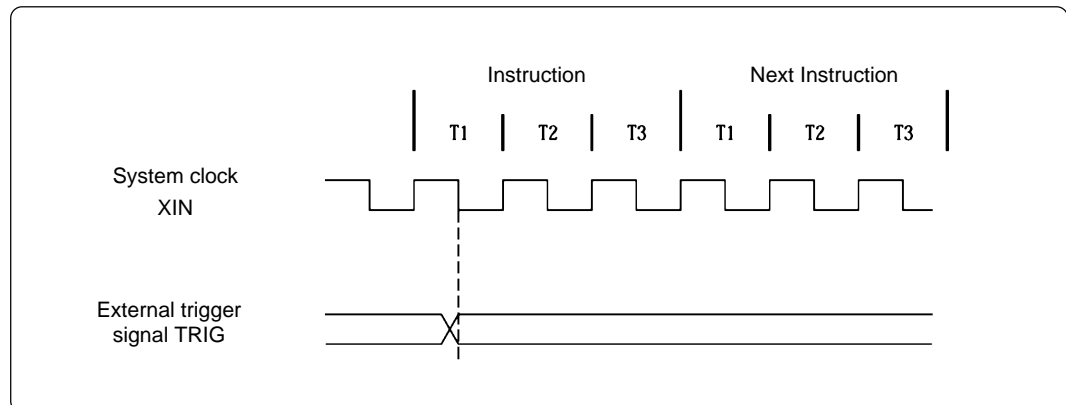 Instruction Next Instruction
T1 T2 T3 T1 T2 T3
System clock
XIN
External trigger
signal TRIG